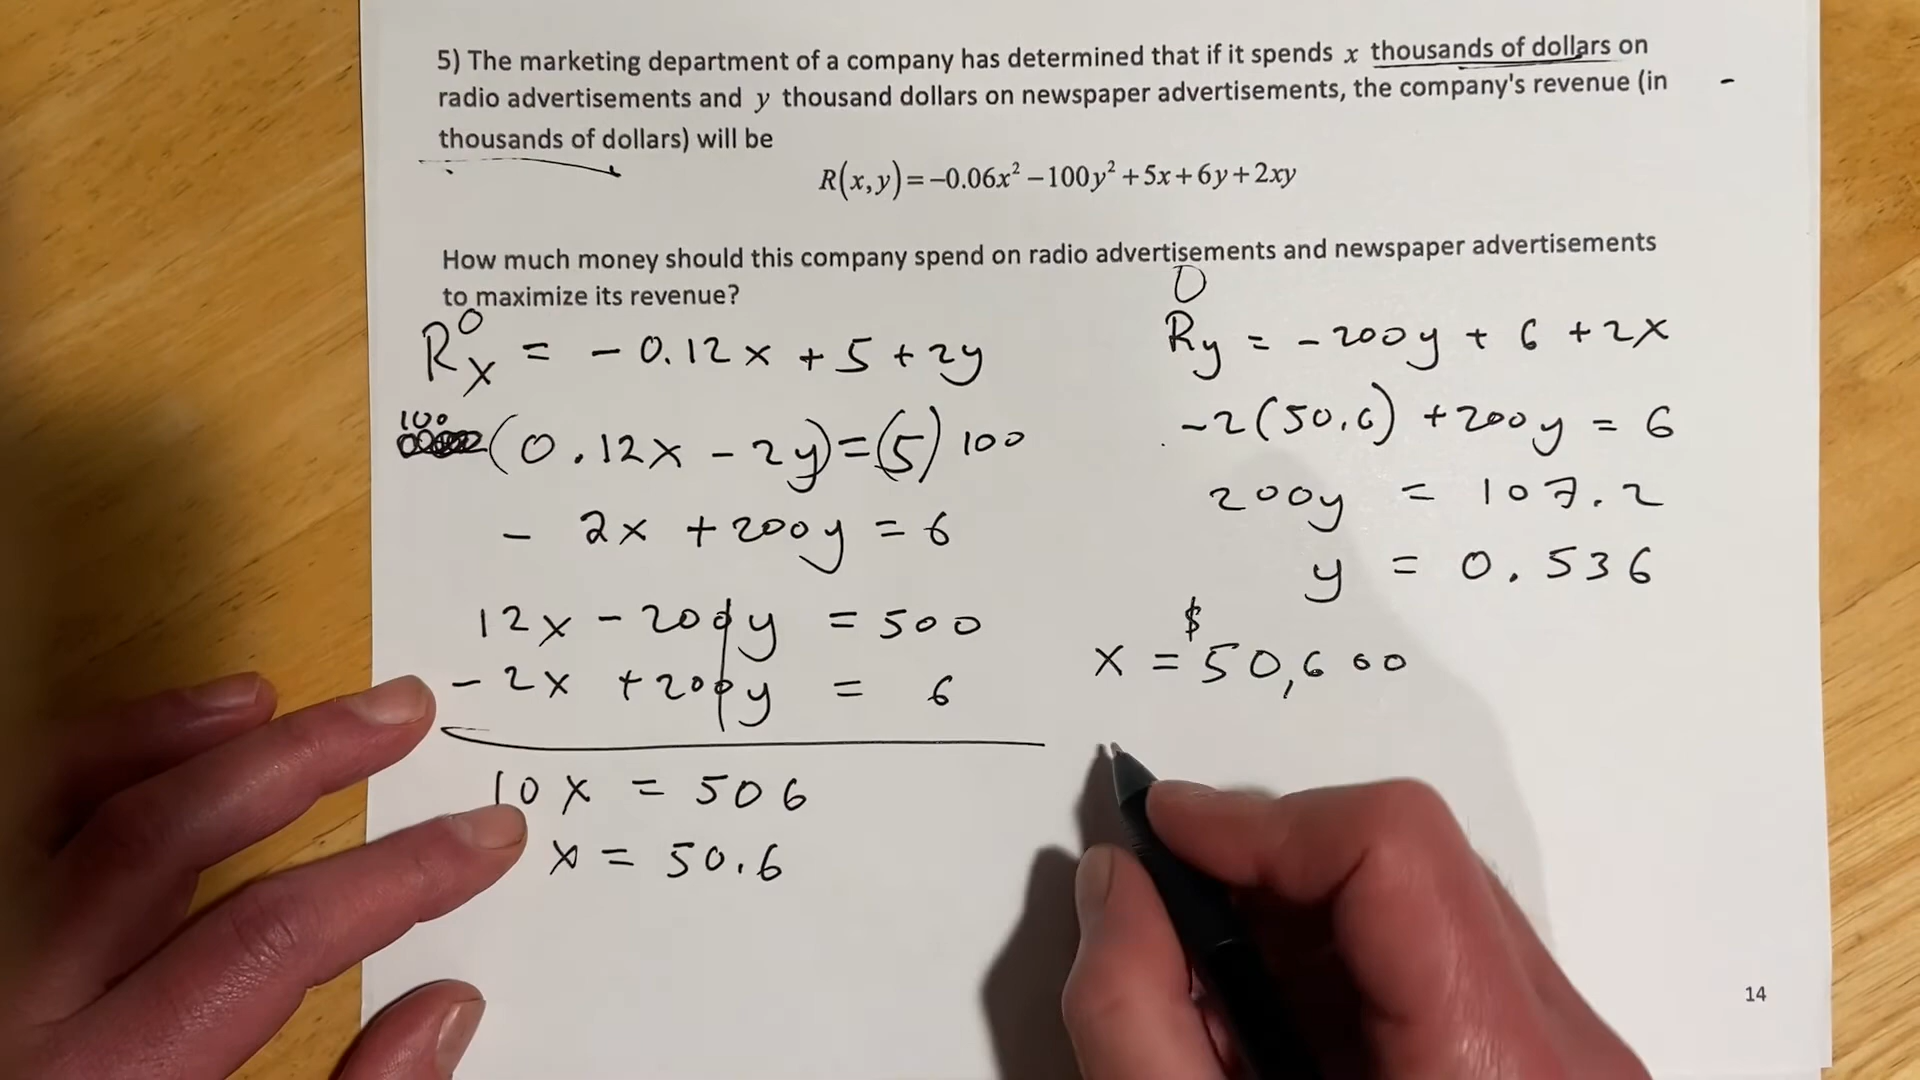 5) The marketing department of a company has determined that if it spends x thousands of dollars on
radio advertisements and y thousand dollars on newspaper advertisements, the company's revenue (in
thousands of dollars) will be
R(x,y)=−0.06x²−100y²+5x+6y+2xy
How much money should this company spend on radio advertisements and newspaper advertisements
to maximize its revenue?
0
Rx = -0.12x + 5 + 2y
100
(0.12x - 2y)=(5) 100
- 2x + 200y = 6
12x - 200y = 500
- 2x + 200y = 6
10x = 506
x = 50.6
0
Ry = -200y + 6 + 2x
-2(50.6) + 200y = 6
200y = 107.2
y = 0.536
$
x = 50,600
14